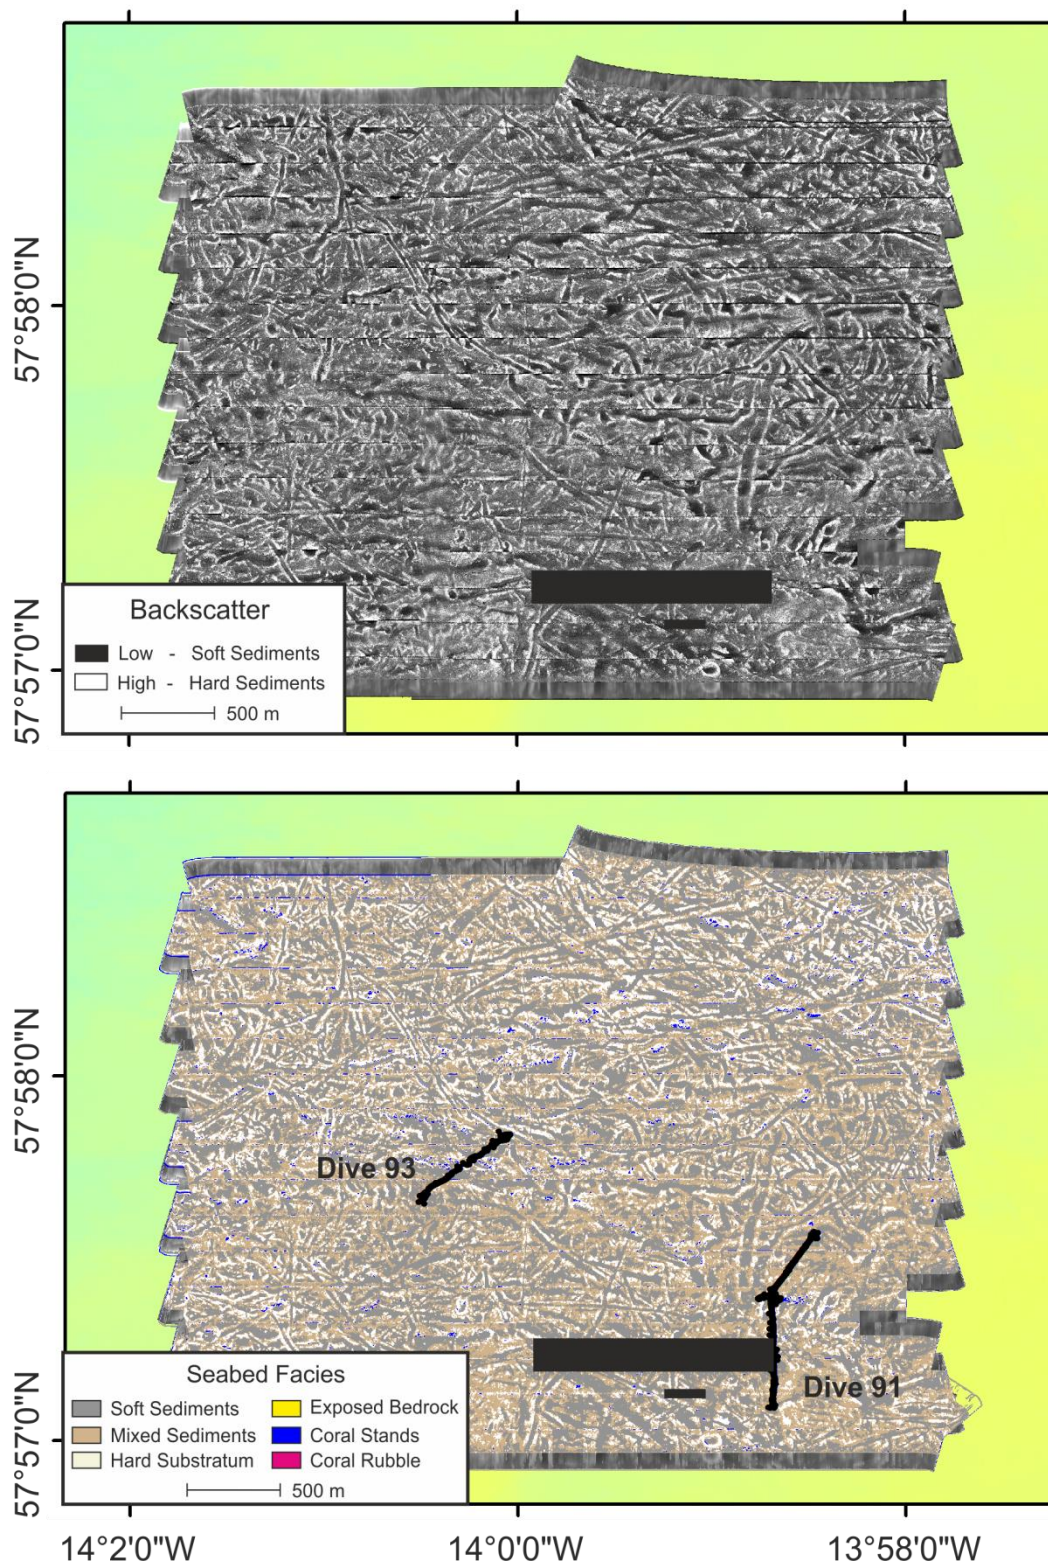 57°58'0"N
57°57'0"N
Backscatter
Low - Soft Sediments
High - Hard Sediments
500 m
57°58'0"N
57°57'0"N
Dive 93
Dive 91
Seabed Facies
Soft Sediments
Exposed Bedrock
Mixed Sediments
Coral Stands
Hard Substratum
Coral Rubble
500 m
14°2'0"W
14°0'0"W
13°58'0"W